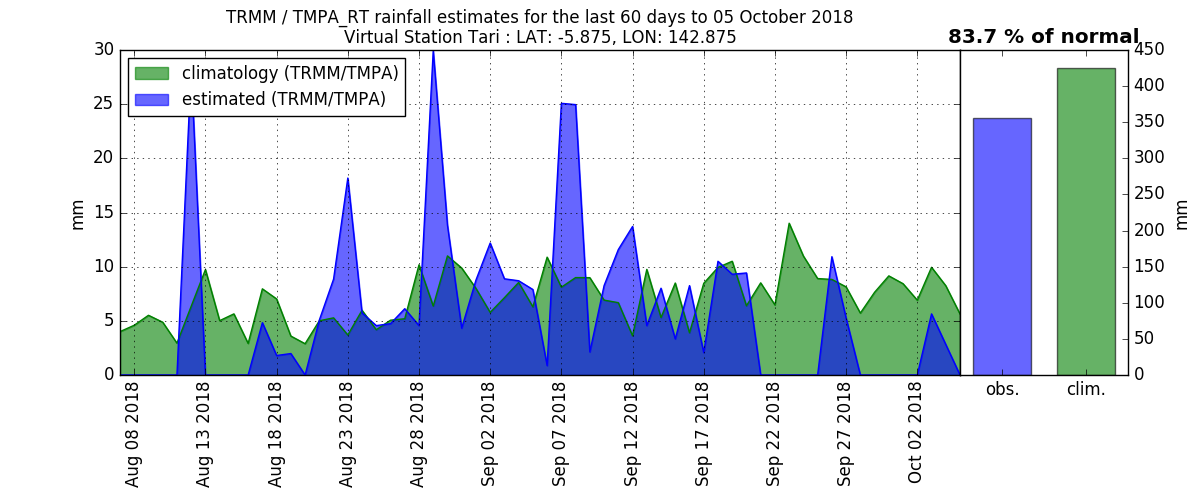 TRMM / TMPA_RT rainfall estimates for the last 60 days to 05 October 2018
Virtual Station Tari : LAT: -5.875, LON: 142.875
83.7 % of normal
climatology (TRMM/TMPA)
estimated (TRMM/TMPA)
30
25
20
15
10
5
0
mm
450
400
350
300
250
200
150
100
50
0
mm
Aug 08 2018
Aug 13 2018
Aug 18 2018
Aug 23 2018
Aug 28 2018
Sep 02 2018
Sep 07 2018
Sep 12 2018
Sep 17 2018
Sep 22 2018
Sep 27 2018
Oct 02 2018
obs.
clim.